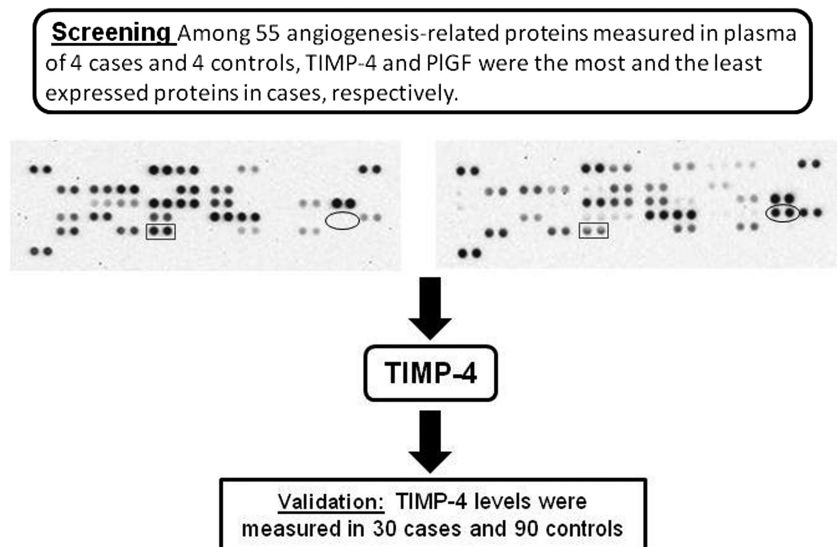 Screening Among 55 angiogenesis-related proteins measured in plasma
of 4 cases and 4 controls, TIMP-4 and PlGF were the most and the least
expressed proteins in cases, respectively.
TIMP-4
Validation: TIMP-4 levels were
measured in 30 cases and 90 controls